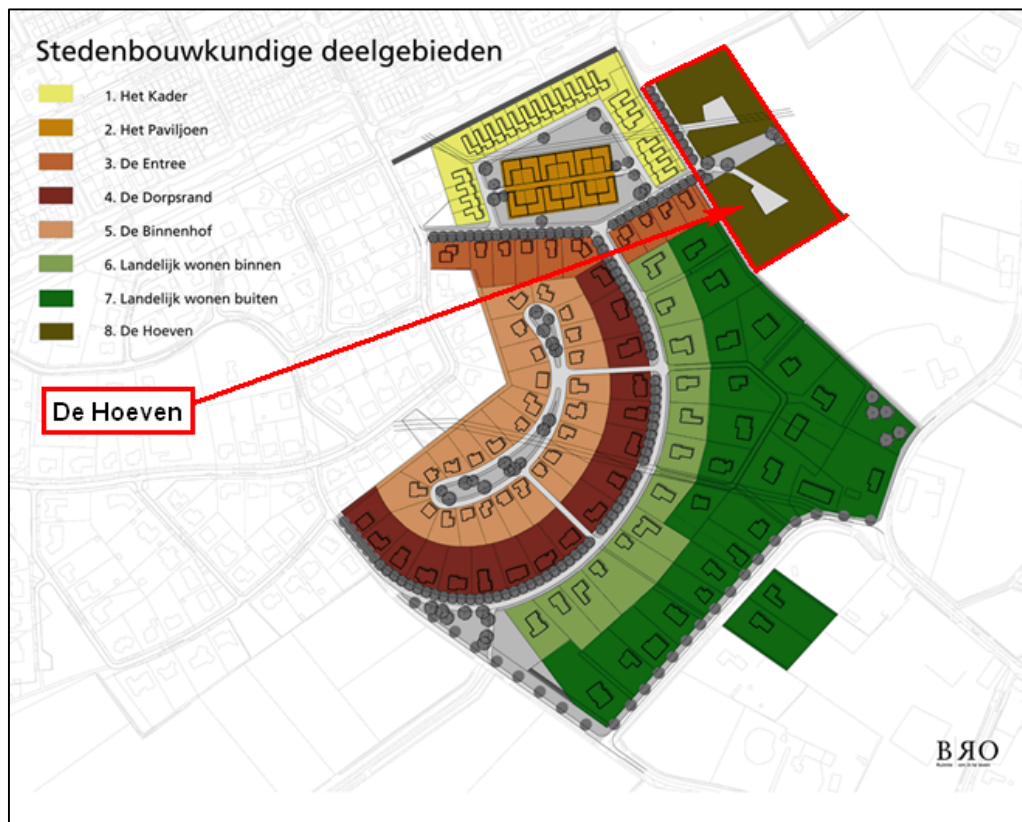 Stedenbouwkundige deelgebieden
1. Het Kader
2. Het Paviljoen
3. De Entree
4. De Dorpsrand
5. De Binnenhof
6. Landelijk wonen binnen
7. Landelijk wonen buiten
8. De Hoeven
De Hoeven
BRO